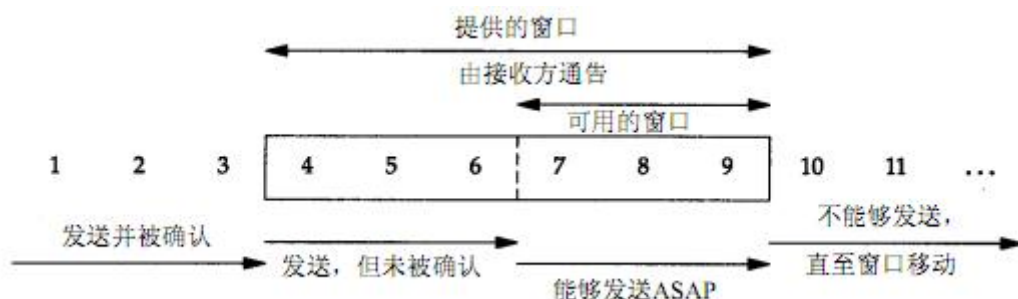 提供的窗口
由接收方通告
可用的窗口
1 2 3 4 5 6 7 8 9 10 11 ...
发送并被确认
发送，但未被确认
能够发送ASAP
不能够发送，
直至窗口移动